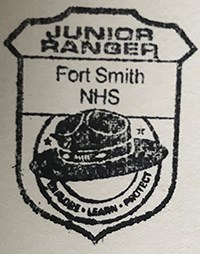 JUNIOR
RANGER
Fort Smith
NHS
EXPLORE • LEARN • PROTECT